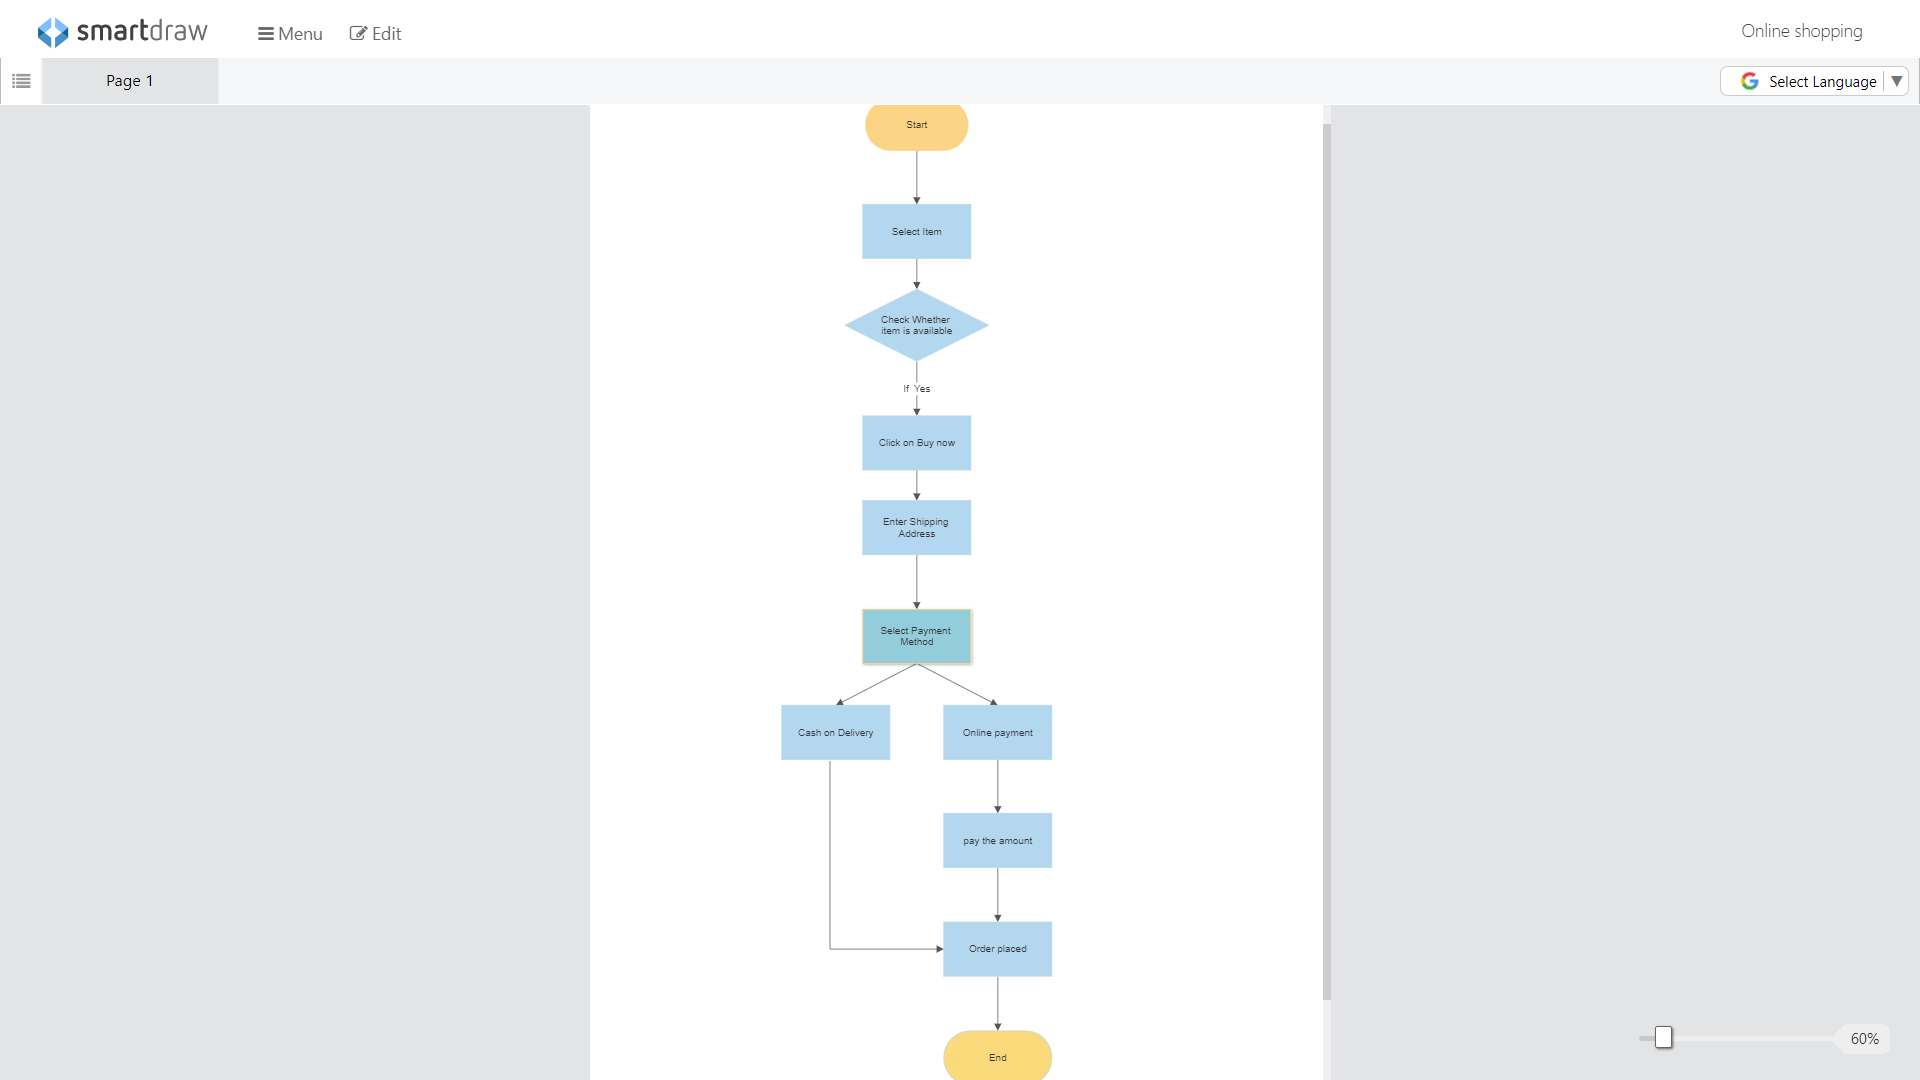 smartdraw
Menu
Edit
Online shopping
Page 1
Select Language
Start
Select Item
Check Whether
item is available
If Yes
Click on Buy now
Enter Shipping
Address
Select Payment
Method
Cash on Delivery
Online payment
pay the amount
Order placed
End
60%